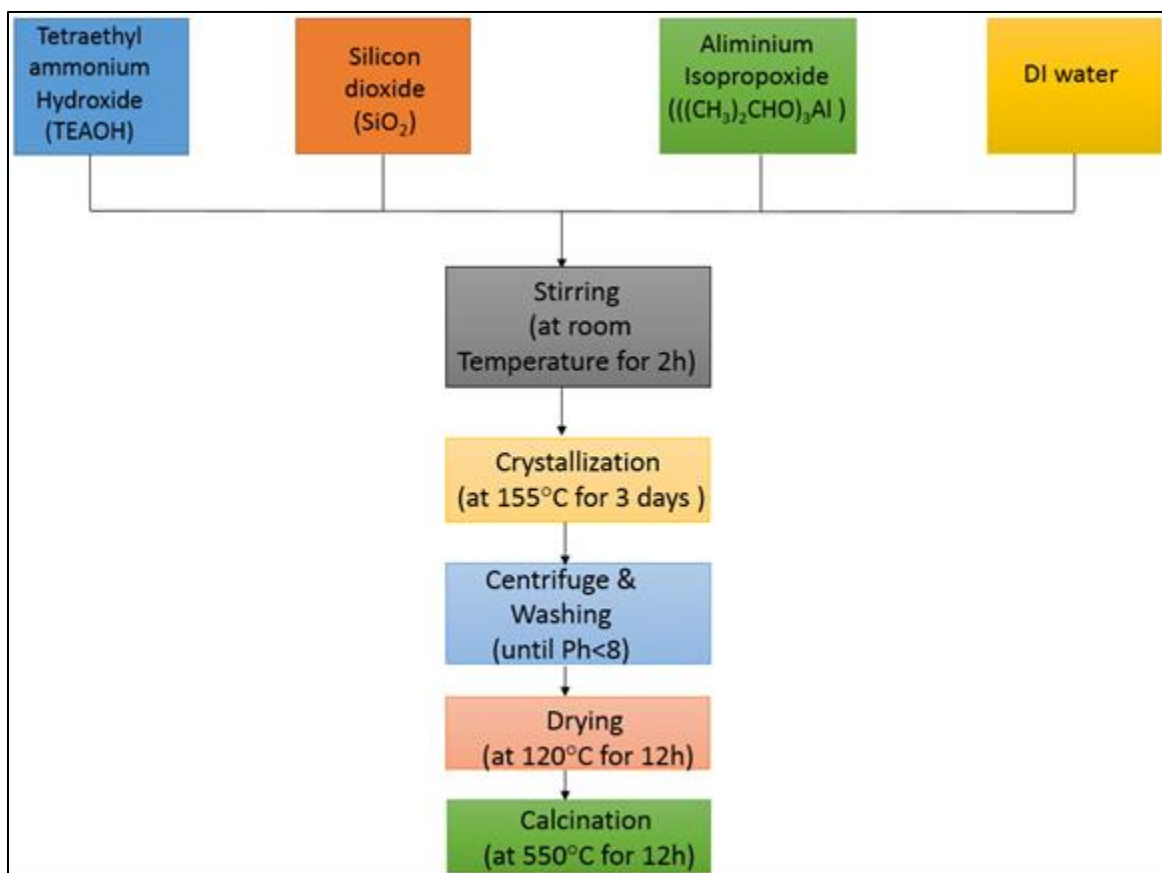 Tetraethyl
ammonium
Hydroxide
(TEAOH)
Silicon
dioxide
(SiO₂)
Aliminium
Isopropoxide
(((CH₃)₂CHO)₃Al )
DI water
Stirring
(at room
Temperature for 2h)
Crystallization
(at 155°C for 3 days )
Centrifuge &
Washing
(until Ph<8)
Drying
(at 120°C for 12h)
Calcination
(at 550°C for 12h)